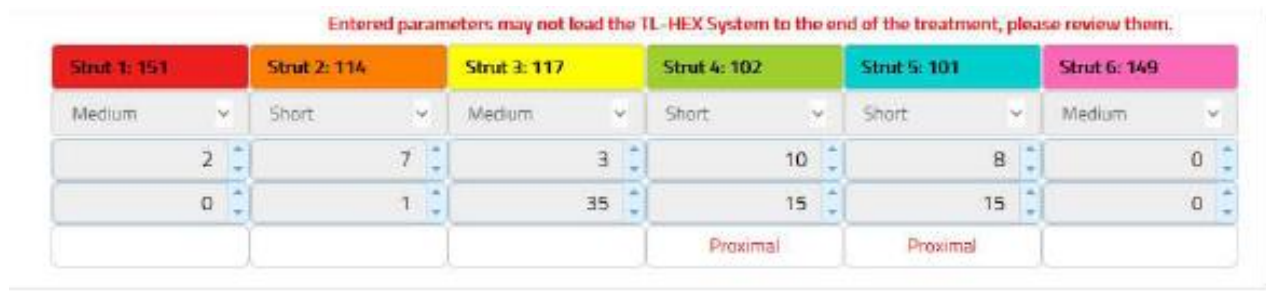 Entered parameters may not lead the TL-HEX System to the end of the treatment, please review them.
Strut 1: 151 Strut 2: 114 Strut 3: 117 Strut 4: 102 Strut 5: 101 Strut 6: 149
Medium Short Medium Short Short Medium
2 7 3 10 8 0
0 1 35 15 15 0
Proximal Proximal